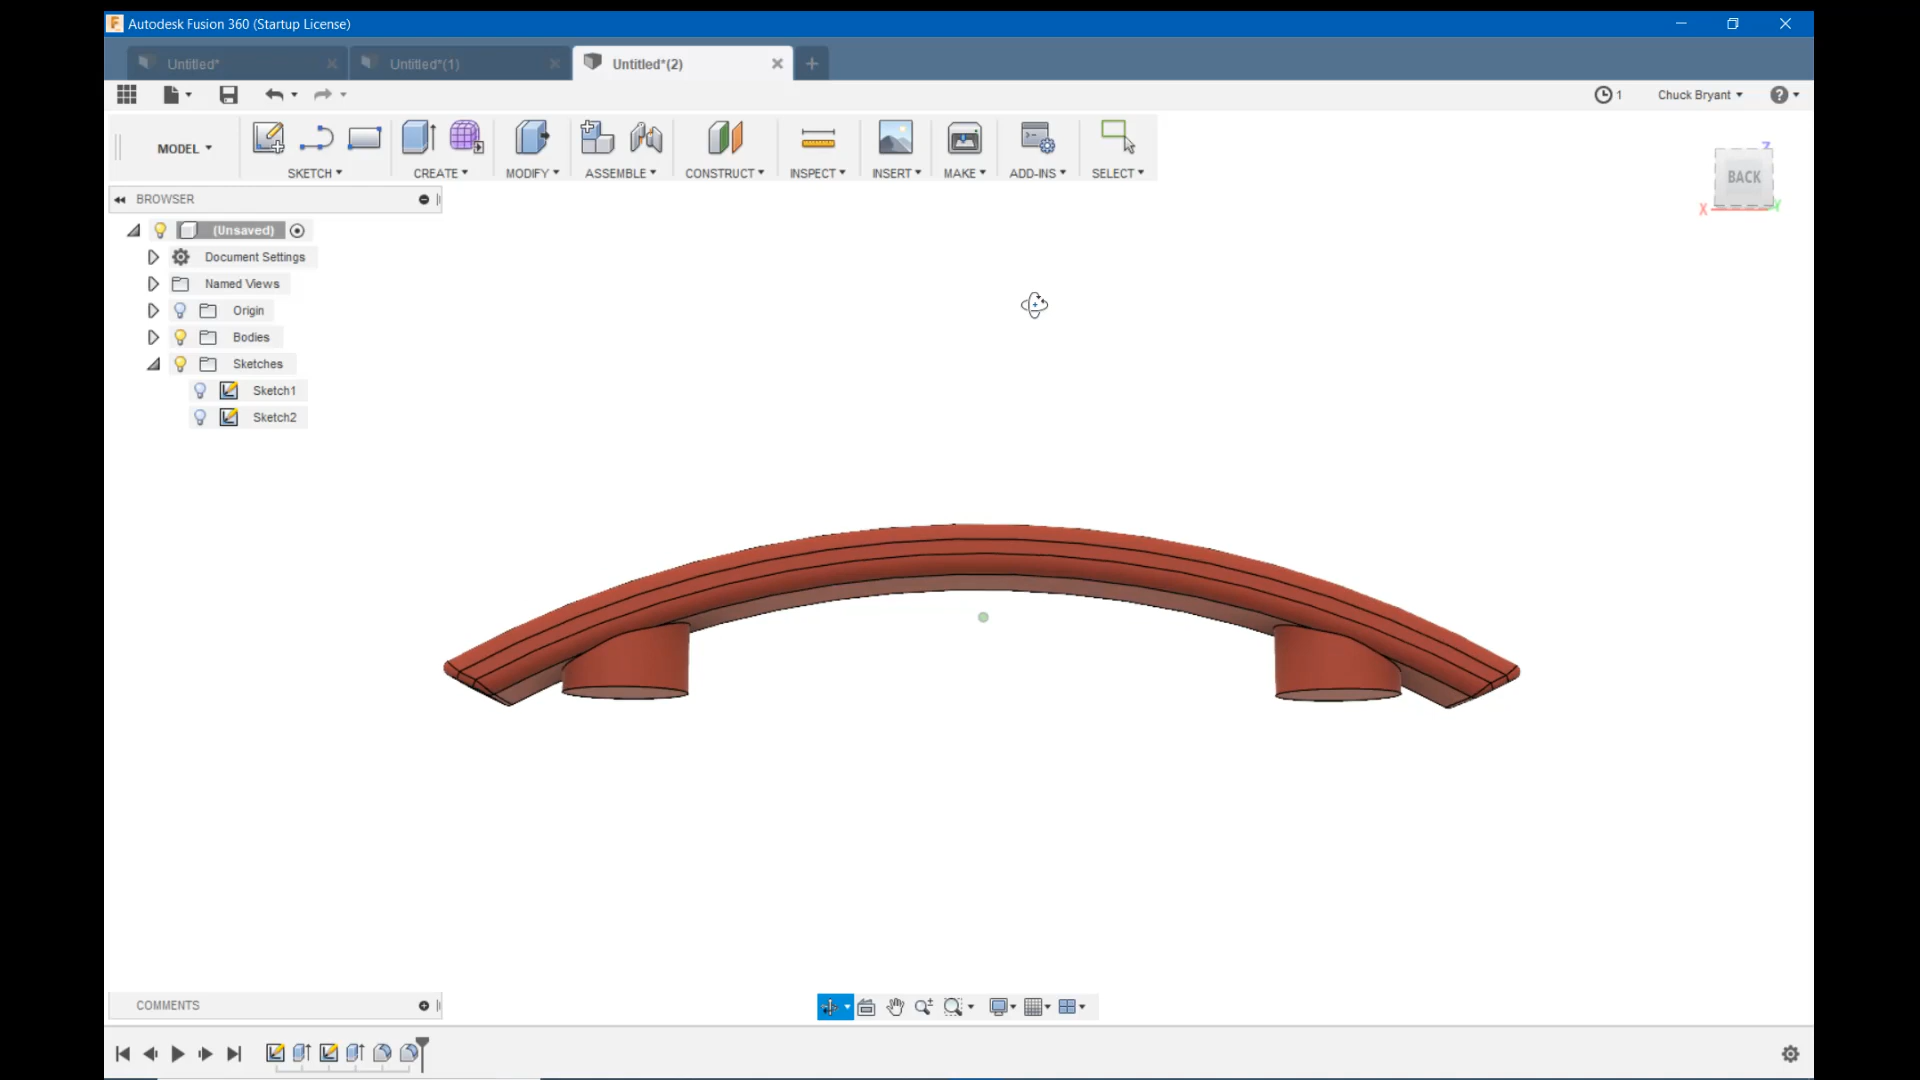 Autodesk Fusion 360 (Startup License)
Untitled*
Untitled*(1)
Untitled*(2)
1
Chuck Bryant
MODEL
SKETCH
CREATE
MODIFY
ASSEMBLE
CONSTRUCT
INSPECT
INSERT
MAKE
ADD-INS
SELECT
Z
BACK
X
Y
BROWSER
(Unsaved)
Document Settings
Named Views
Origin
Bodies
Sketches
Sketch1
Sketch2
COMMENTS